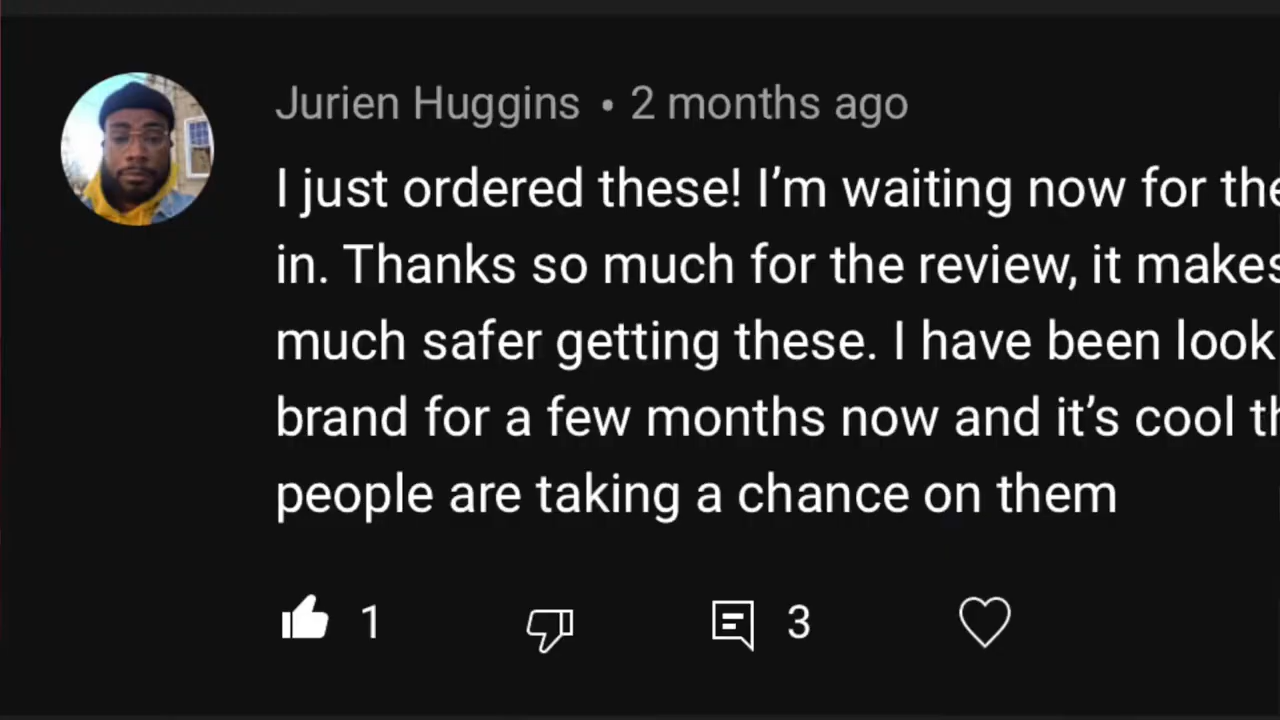 Jurien Huggins • 2 months ago
I just ordered these! I'm waiting now for the
in. Thanks so much for the review, it makes
much safer getting these. I have been look
brand for a few months now and it's cool th
people are taking a chance on them
1 3